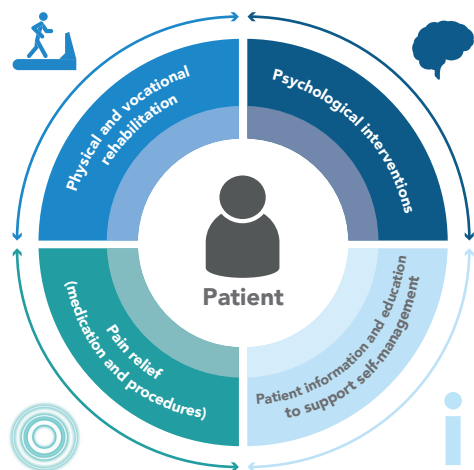 Physical and vocational
rehabilitation
Psychological interventions
Patient
Pain relief
(medication and procedures)
Patient information and education
to support self-management